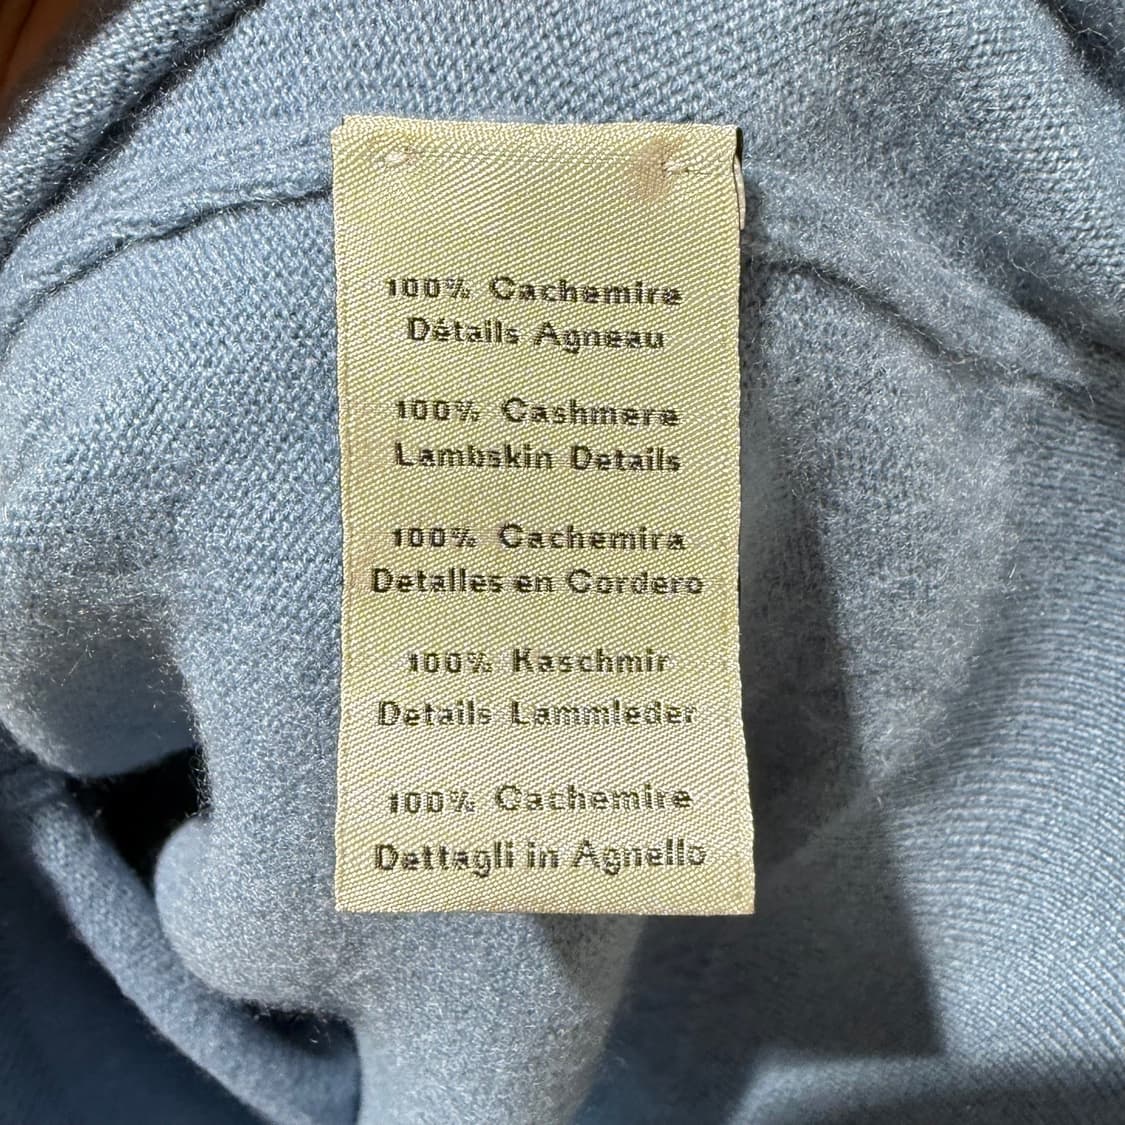 100% Cachemire
Détails Agneau
100% Cashmere
Lambskin Details
100% Cachemira
Detalles en Cordero
100% Kaschmir
Details Lammleder
100% Cachemire
Dettagli in Agnello